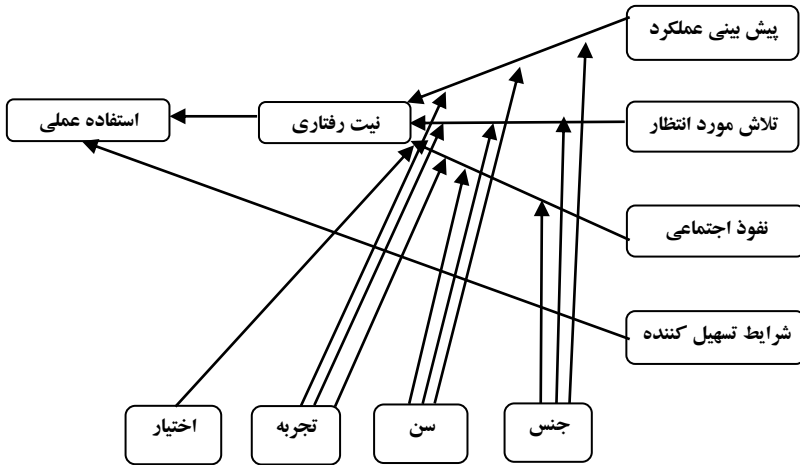 پیش بینی عملکرد
تلاش مورد انتظار
نیت رفتاری
استفاده عملی
نفوذ اجتماعی
شرایط تسهیل کننده
جنس
سن
تجربه
اختیار